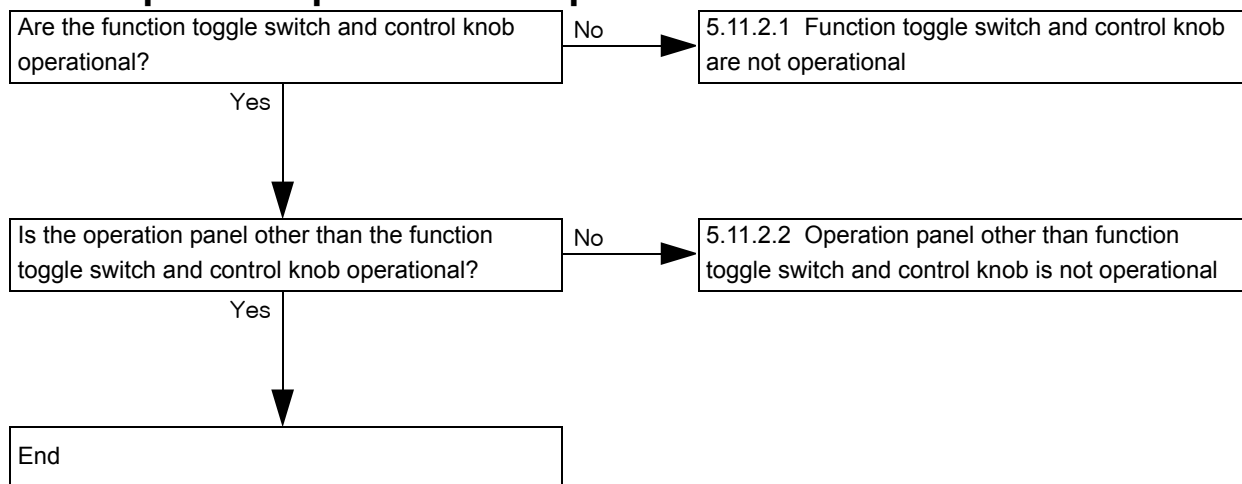 Are the function toggle switch and control knob
operational?
No
5.11.2.1 Function toggle switch and control knob
are not operational
Yes
Is the operation panel other than the function
toggle switch and control knob operational?
No
5.11.2.2 Operation panel other than function
toggle switch and control knob is not operational
Yes
End